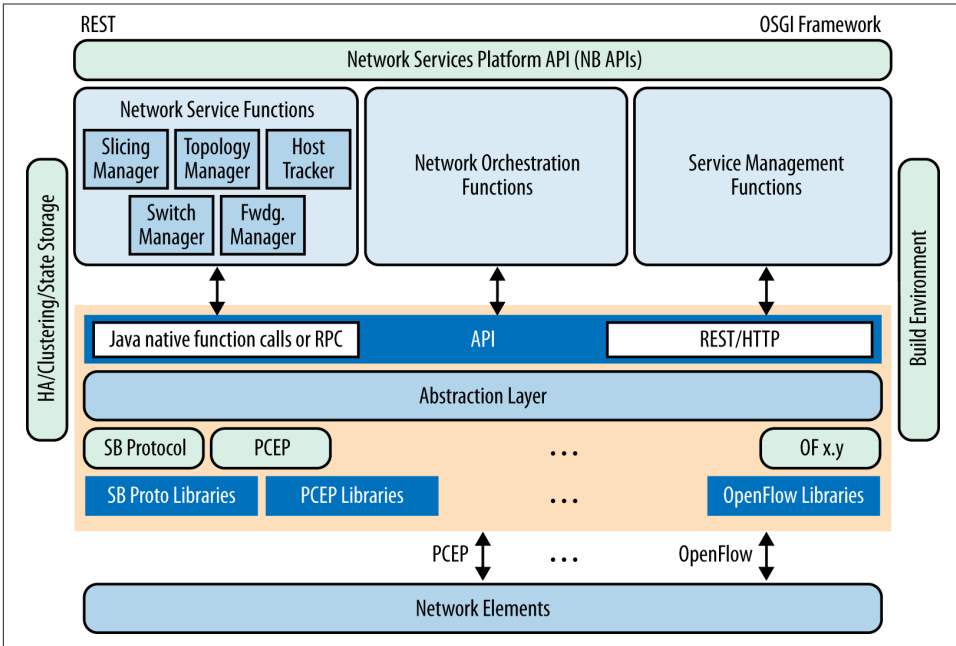 REST
OSGI Framework
Network Services Platform API (NB APIs)
Network Service Functions
Slicing
Manager
Topology
Manager
Host
Tracker
Switch
Manager
Fwdg.
Manager
Network Orchestration
Functions
Service Management
Functions
HA/Clustering/State Storage
Build Environment
Java native function calls or RPC
API
REST/HTTP
Abstraction Layer
SB Protocol
PCEP
...
OF x.y
SB Proto Libraries
PCEP Libraries
...
OpenFlow Libraries
PCEP
...
OpenFlow
Network Elements